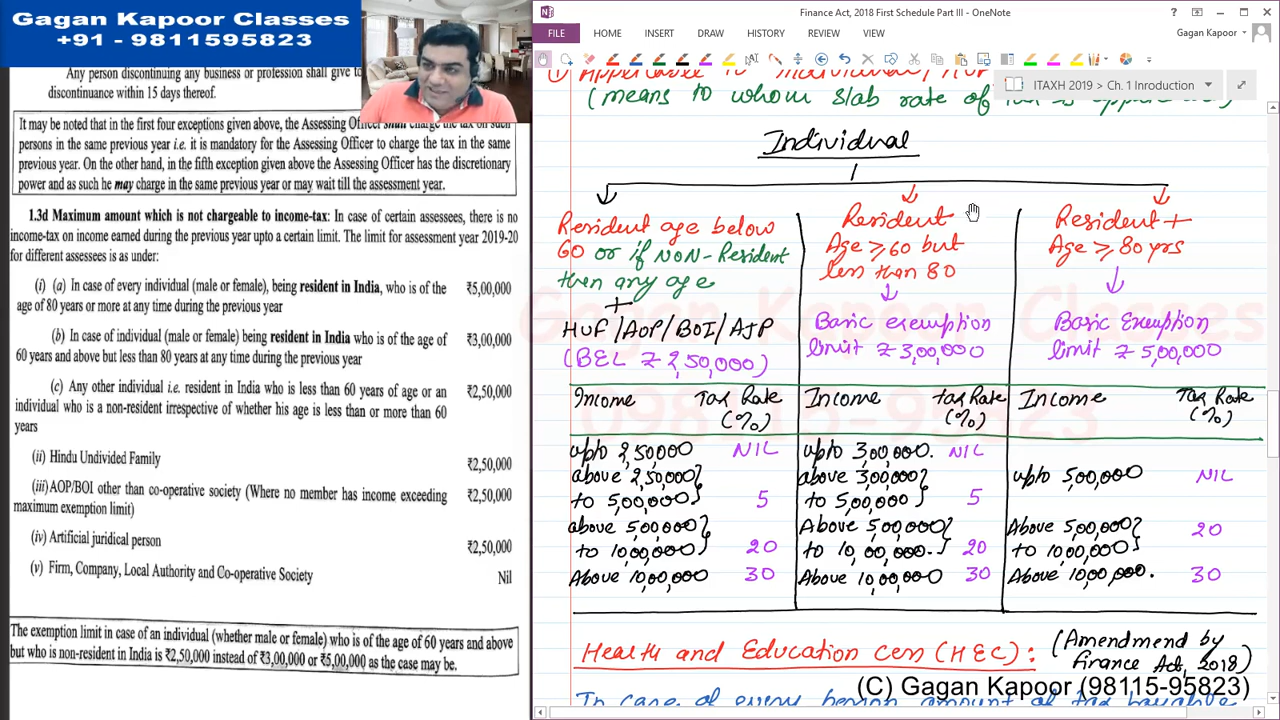 Gagan Kapoor Classes
+91 - 9811595823
Any person discontinuing any business or profession shall give
discontinuance within 15 days thereof.
It may be noted that in the first four exceptions given above, the Assessing Officer shall charge the tax on such
persons in the same previous year i.e. it is mandatory for the Assessing Officer to charge the tax in the same
previous year. On the other hand, in the fifth exception given above the Assessing Officer has the discretionary
power and as such he may charge in the same previous year or may wait till the assessment year.
1.3d Maximum amount which is not chargeable to income-tax: In case of certain assessees, there is no
income-tax on income earned during the previous year upto a certain limit. The limit for assessment year 2019-20
for different assessees is as under:
(i) (a) In case of every individual (male or female), being resident in India, who is of the ₹5,00,000
age of 80 years or more at any time during the previous year
(b) In case of individual (male or female) being resident in India who is of the age of ₹3,00,000
60 years and above but less than 80 years at any time during the previous year
(c) Any other individual i.e. resident in India who is less than 60 years of age or an ₹2,50,000
individual who is a non-resident irrespective of whether his age is less than or more than 60
years
(ii) Hindu Undivided Family ₹2,50,000
(iii) AOP/BOI other than co-operative society (Where no member has income exceeding ₹2,50,000
maximum exemption limit)
(iv) Artificial juridical person ₹2,50,000
(v) Firm, Company, Local Authority and Co-operative Society Nil
The exemption limit in case of an individual (whether male or female) who is of the age of 60 years and above
but who is non-resident in India is ₹2,50,000 instead of ₹3,00,000 or ₹5,00,000 as the case may be.
Finance Act, 2018 First Schedule Part III - OneNote
FILE HOME INSERT DRAW HISTORY REVIEW VIEW
Gagan Kapoor
ITAXH 2019 > Ch. 1 Inroduction
(means to whom slab rate of
Individual
Resident age below
60 or if NON-Resident
then any age
+
HUF/AOP/BOI/AJP
(BEL ₹ 2,50,000)
Resident
Age ≥ 60 but
less than 80
Basic exemption
limit ₹ 3,00,000
Resident +
Age ≥ 80 yrs
Basic Exemption
limit ₹ 5,00,000
Income Tax Rate (%) Income tax Rate (%) Income Tax Rate (%)
upto 2,50,000 NIL
above 2,50,000
to 5,00,000 5
above 5,00,000
to 10,00,000 20
Above 10,00,000 30
upto 3,00,000. NIL
above 3,00,000
to 5,00,000 5
Above 5,00,000
to 10,00,000. 20
Above 10,00,000 30
upto 5,00,000 NIL
Above 5,00,000
to 10,00,000 20
Above 10,00,000. 30
Health and Education Cess (HEC):
(Amendment by
Finance Act, 2018)
(C) Gagan Kapoor (98115-95823)
In case of every person amount of tax payable